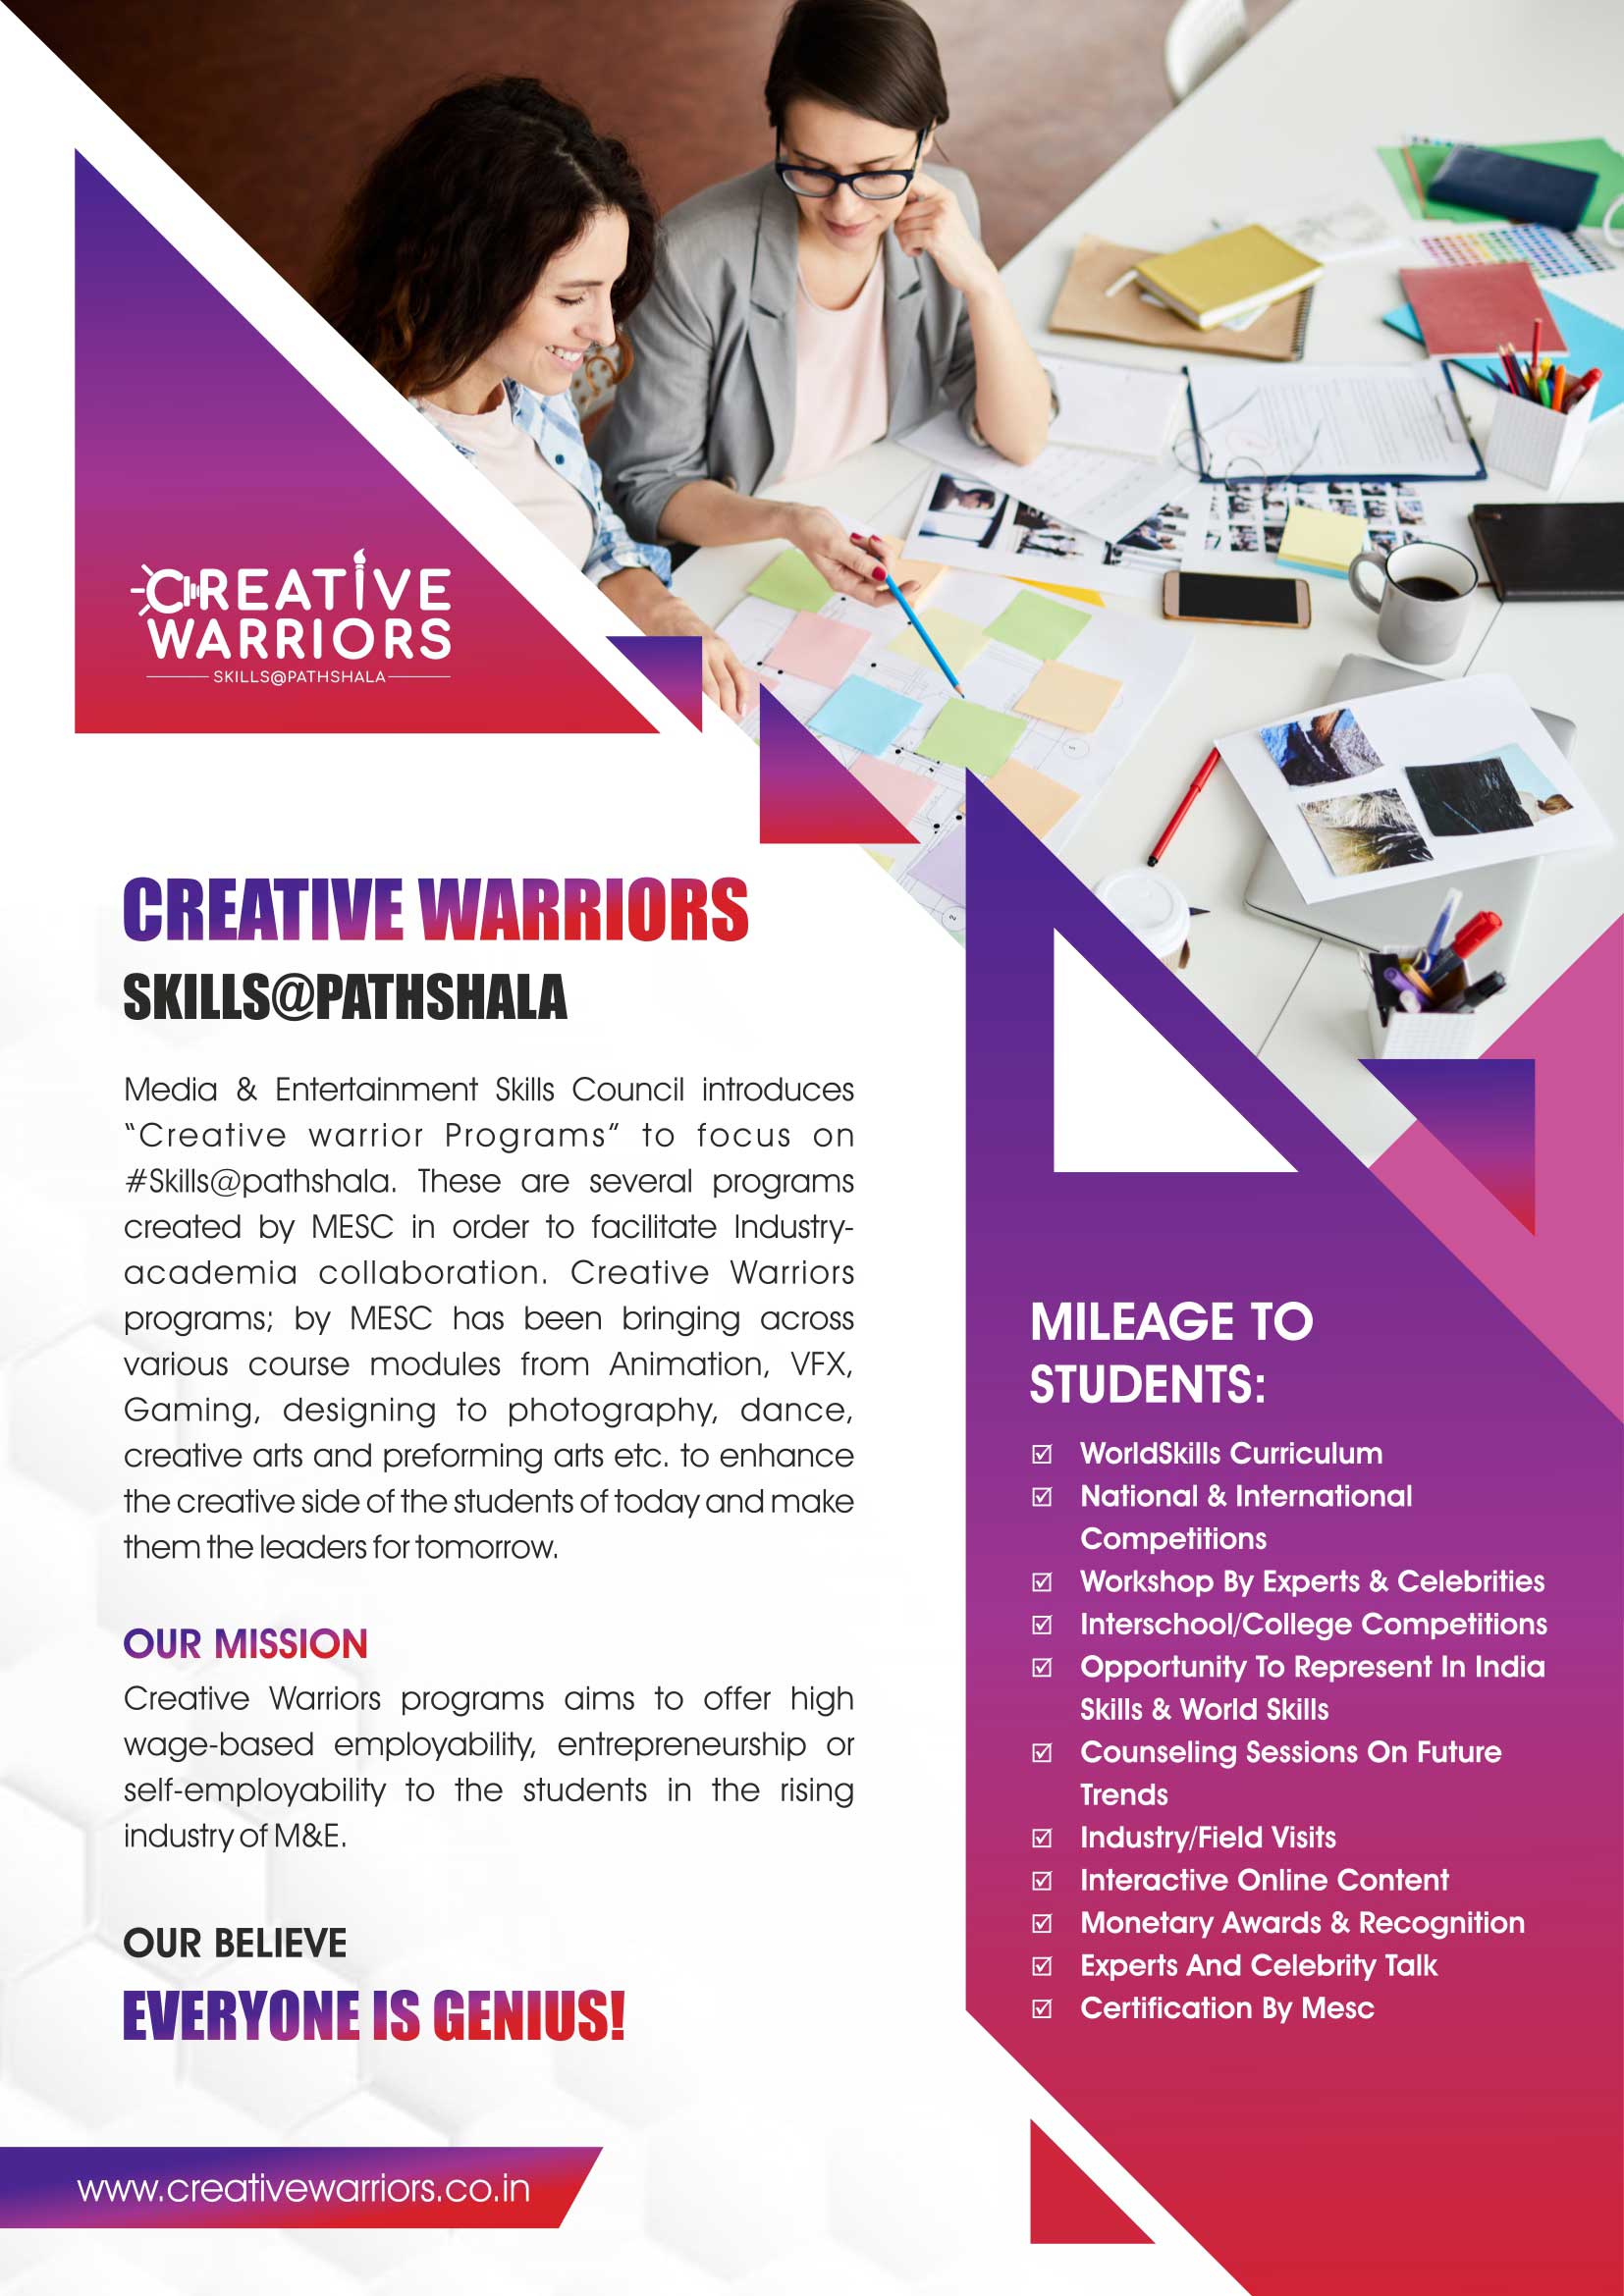 CREATIVE
WARRIORS
SKILLS@PATHSHALA
CREATIVE WARRIORS
SKILLS@PATHSHALA
Media & Entertainment Skills Council introduces
“Creative warrior Programs” to focus on
#Skills@pathshala. These are several programs
created by MESC in order to facilitate Industry-
academia collaboration. Creative Warriors
programs; by MESC has been bringing across
various course modules from Animation, VFX,
Gaming, designing to photography, dance,
creative arts and preforming arts etc. to enhance
the creative side of the students of today and make
them the leaders for tomorrow.
OUR MISSION
Creative Warriors programs aims to offer high
wage-based employability, entrepreneurship or
self-employability to the students in the rising
industry of M&E.
OUR BELIEVE
EVERYONE IS GENIUS!
www.creativewarriors.co.in
MILEAGE TO
STUDENTS:
☑ WorldSkills Curriculum
☑ National & International
Competitions
☑ Workshop By Experts & Celebrities
☑ Interschool/College Competitions
☑ Opportunity To Represent In India
Skills & World Skills
☑ Counseling Sessions On Future
Trends
☑ Industry/Field Visits
☑ Interactive Online Content
☑ Monetary Awards & Recognition
☑ Experts And Celebrity Talk
☑ Certification By Mesc